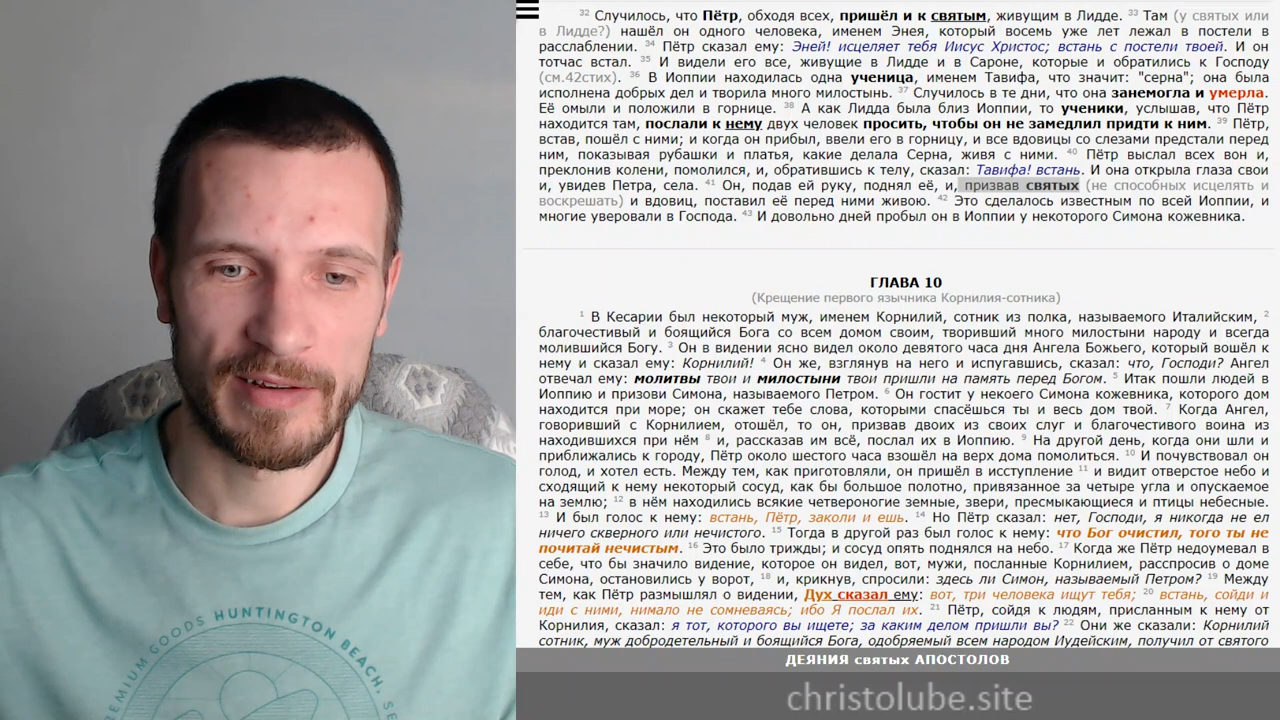 32 Случилось, что Пётр, обходя всех, пришёл и к святым, живущим в Лидде. 33 Там (у святых или
в Лидде?) нашёл он одного человека, именем Энея, который восемь уже лет лежал в постели в
расслаблении. 34 Пётр сказал ему: Эней! исцеляет тебя Иисус Христос; встань с постели твоей. И он
тотчас встал. 35 И видели его все, живущие в Лидде и в Сароне, которые и обратились к Господу
(см.42стих). 36 В Иоппии находилась одна ученица, именем Тавифа, что значит: "серна"; она была
исполнена добрых дел и творила много милостынь. 37 Случилось в те дни, что она занемогла и умерла.
Её омыли и положили в горнице. 38 А как Лидда была близ Иоппии, то ученики, услышав, что Пётр
находится там, послали к нему двух человек просить, чтобы он не замедлил придти к ним. 39 Пётр,
встав, пошёл с ними; и когда он прибыл, ввели его в горницу, и все вдовицы со слезами предстали перед
ним, показывая рубашки и платья, какие делала Серна, живя с ними. 40 Пётр выслал всех вон и,
преклонив колени, помолился, и, обратившись к телу, сказал: Тавифа! встань. И она открыла глаза свои
и, увидев Петра, села. 41 Он, подав ей руку, поднял её, и, призвав святых (не способных исцелять и
воскрешать) и вдовиц, поставил её перед ними живою. 42 Это сделалось известным по всей Иоппии, и
многие уверовали в Господа. 43 И довольно дней пробыл он в Иоппии у некоторого Симона кожевника.
ГЛАВА 10
(Крещение первого язычника Корнилия-сотника)
1 В Кесарии был некоторый муж, именем Корнилий, сотник из полка, называемого Италийским, 2
благочестивый и боящийся Бога со всем домом своим, творивший много милостыни народу и всегда
молившийся Богу. 3 Он в видении ясно видел около девятого часа дня Ангела Божьего, который вошёл к
нему и сказал ему: Корнилий! 4 Он же, взглянув на него и испугавшись, сказал: что, Господи? Ангел
отвечал ему: молитвы твои и милостыни твои пришли на память перед Богом. 5 Итак пошли людей в
Иоппию и призови Симона, называемого Петром. 6 Он гостит у некоего Симона кожевника, которого дом
находится при море; он скажет тебе слова, которыми спасёшься ты и весь дом твой. 7 Когда Ангел,
говоривший с Корнилием, отошёл, то он, призвав двоих из своих слуг и благочестивого воина из
находившихся при нём 8 и, рассказав им всё, послал их в Иоппию. 9 На другой день, когда они шли и
приближались к городу, Пётр около шестого часа взошёл на верх дома помолиться. 10 И почувствовал он
голод, и хотел есть. Между тем, как приготовляли, он пришёл в исступление 11 и видит отверстое небо и
сходящий к нему некоторый сосуд, как бы большое полотно, привязанное за четыре угла и опускаемое
на землю; 12 в нём находились всякие четвероногие земные, звери, пресмыкающиеся и птицы небесные.
13 И был голос к нему: встань, Пётр, заколи и ешь. 14 Но Пётр сказал: нет, Господи, я никогда не ел
ничего скверного или нечистого. 15 Тогда в другой раз был голос к нему: что Бог очистил, того ты не
почитай нечистым. 16 Это было трижды; и сосуд опять поднялся на небо. 17 Когда же Пётр недоумевал в
себе, что бы значило видение, которое он видел, вот, мужи, посланные Корнилием, расспросив о доме
Симона, остановились у ворот, 18 и, крикнув, спросили: здесь ли Симон, называемый Петром? 19 Между
тем, как Пётр размышлял о видении, Дух сказал ему: вот, три человека ищут тебя; 20 встань, сойди и
иди с ними, нимало не сомневаясь; ибо Я послал их. 21 Пётр, сойдя к людям, присланным к нему от
Корнилия, сказал: я тот, которого вы ищете; за каким делом пришли вы? 22 Они же сказали: Корнилий
сотник, муж добродетельный и боящийся Бога, одобряемый всем народом Иудейским, получил от святого
ДЕЯНИЯ святых АПОСТОЛОВ
christolube.site
GOODS HUNTINGTON BEACH.